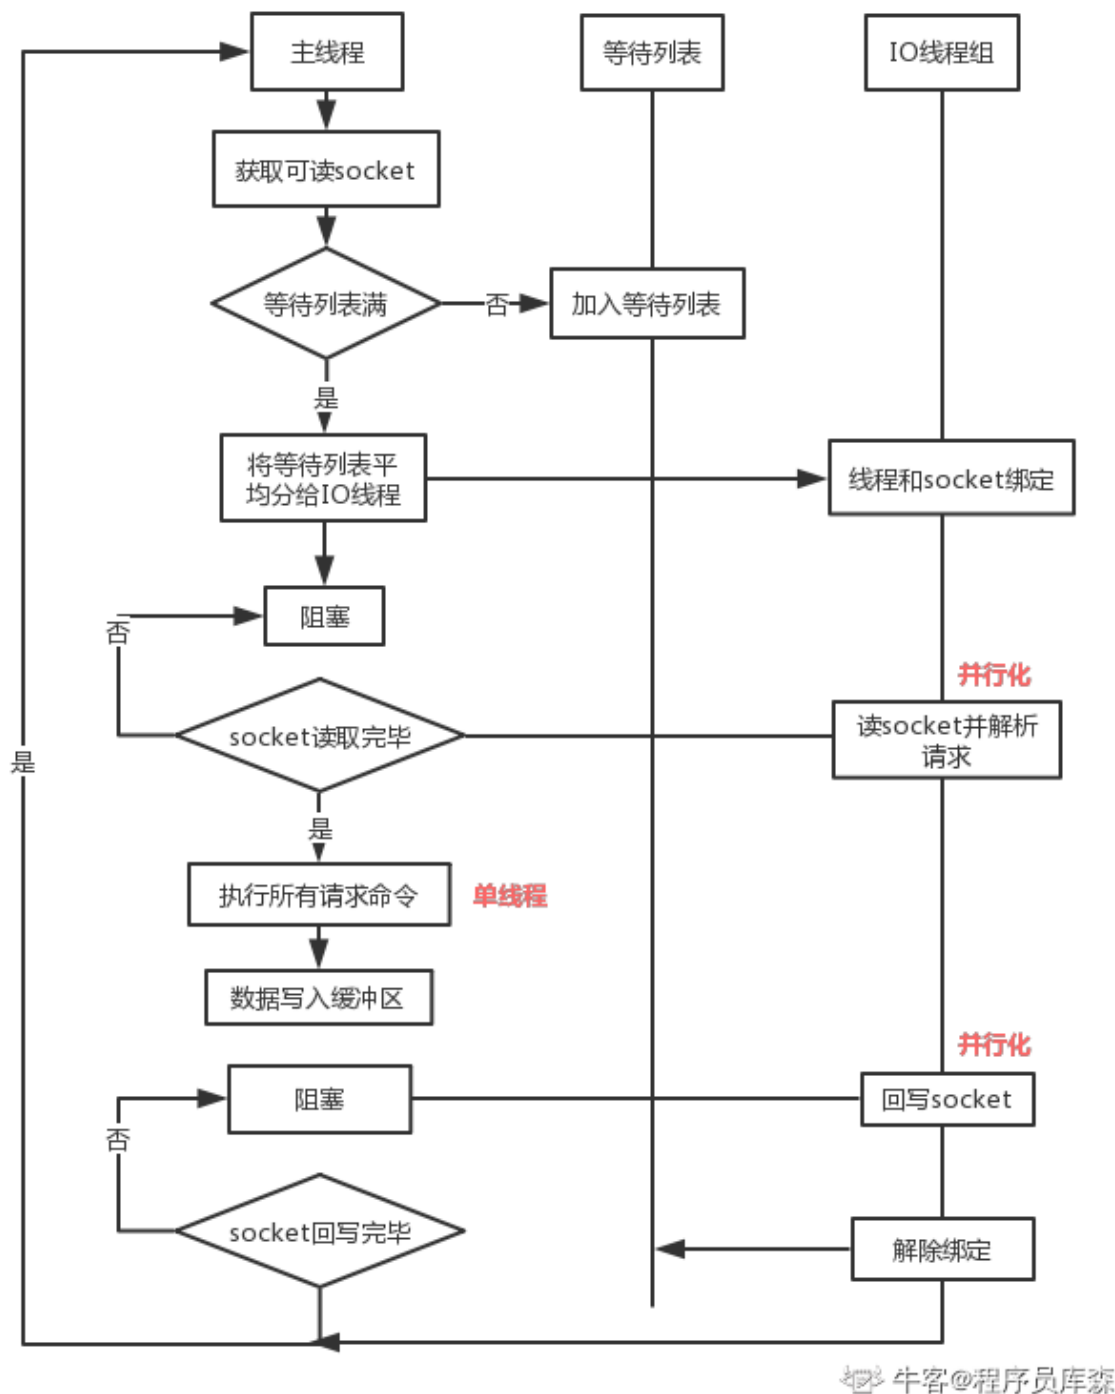 主线程
等待列表
IO线程组
获取可读socket
等待列表满
否
加入等待列表
是
将等待列表平
均分给IO线程
线程和socket绑定
阻塞
否
并行化
socket读取完毕
读socket并解析
请求
是
是
执行所有请求命令
单线程
数据写入缓冲区
并行化
阻塞
回写socket
否
socket回写完毕
解除绑定
牛客@程序员库森